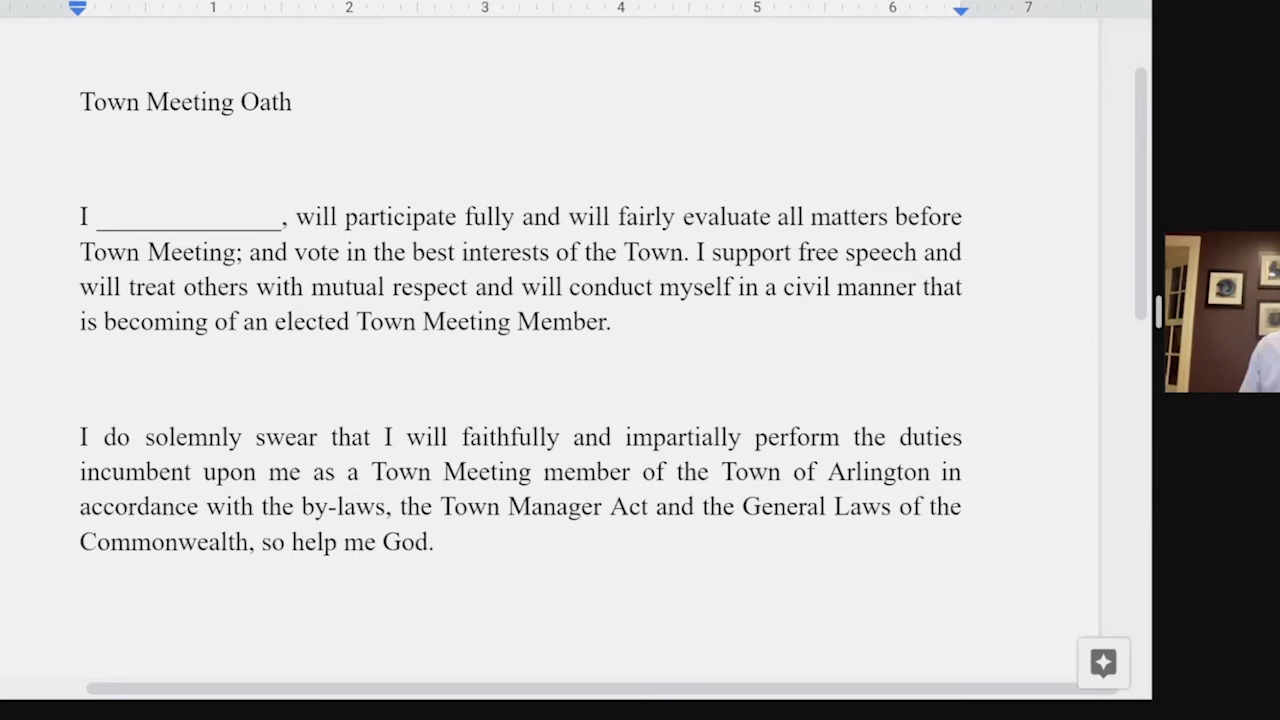 1 2 3 4 5 6 7
Town Meeting Oath
I ______________, will participate fully and will fairly evaluate all matters before
Town Meeting; and vote in the best interests of the Town. I support free speech and
will treat others with mutual respect and will conduct myself in a civil manner that
is becoming of an elected Town Meeting Member.
I do solemnly swear that I will faithfully and impartially perform the duties
incumbent upon me as a Town Meeting member of the Town of Arlington in
accordance with the by-laws, the Town Manager Act and the General Laws of the
Commonwealth, so help me God.